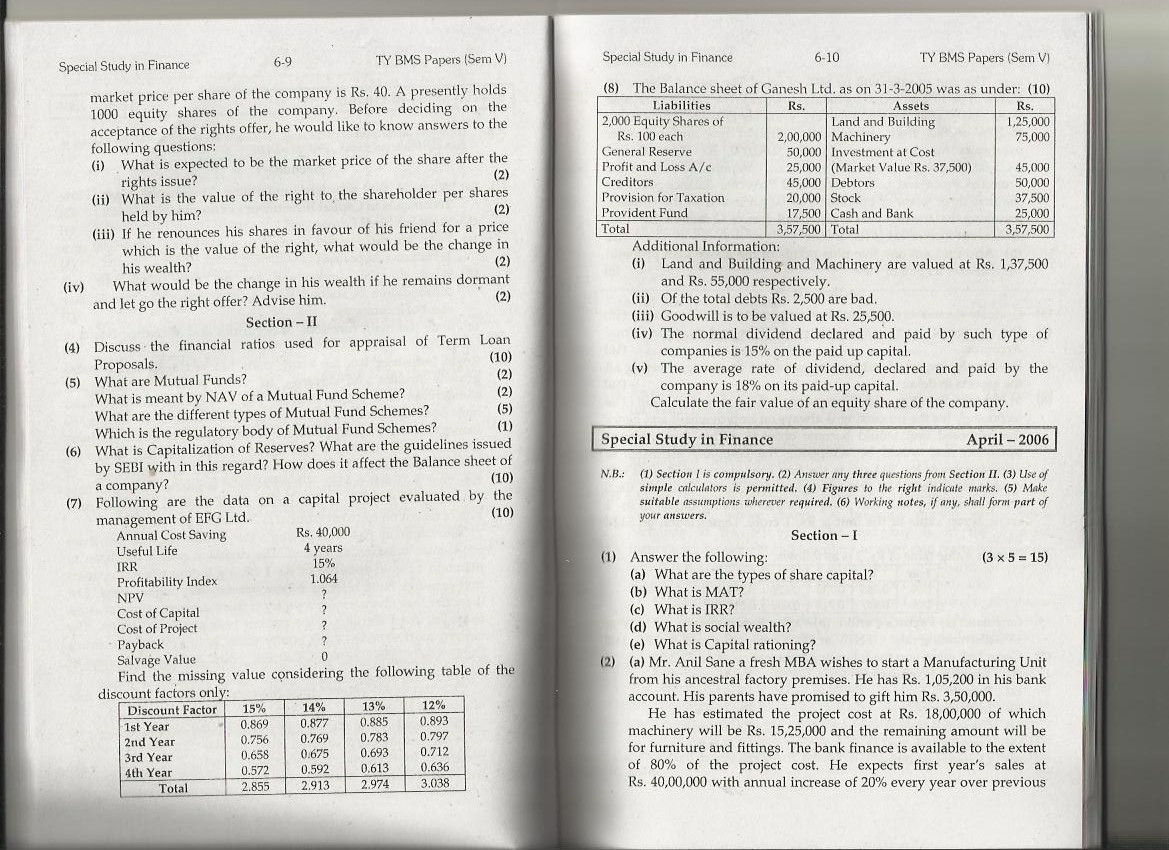 Special Study in Finance 6-9 TY BMS Papers (Sem V)
market price per share of the company is Rs. 40. A presently holds
1000 equity shares of the company. Before deciding on the
acceptance of the rights offer, he would like to know answers to the
following questions:
(i) What is expected to be the market price of the share after the
rights issue? (2)
(ii) What is the value of the right to the shareholder per shares
held by him? (2)
(iii) If he renounces his shares in favour of his friend for a price
which is the value of the right, what would be the change in
his wealth? (2)
(iv) What would be the change in his wealth if he remains dormant
and let go the right offer? Advise him. (2)
Section – II
(4) Discuss the financial ratios used for appraisal of Term Loan
Proposals. (10)
(5) What are Mutual Funds? (2)
What is meant by NAV of a Mutual Fund Scheme? (2)
What are the different types of Mutual Fund Schemes? (5)
Which is the regulatory body of Mutual Fund Schemes? (1)
(6) What is Capitalization of Reserves? What are the guidelines issued
by SEBI with in this regard? How does it affect the Balance sheet of
a company? (10)
(7) Following are the data on a capital project evaluated by the
management of EFG Ltd. (10)
Annual Cost Saving Rs. 40,000
Useful Life 4 years
IRR 15%
Profitability Index 1.064
NPV ?
Cost of Capital ?
Cost of Project ?
Payback ?
Salvage Value 0
Find the missing value considering the following table of the
discount factors only:
Discount Factor 15% 14% 13% 12%
1st Year 0.869 0.877 0.885 0.893
2nd Year 0.756 0.769 0.783 0.797
3rd Year 0.658 0.675 0.693 0.712
4th Year 0.572 0.592 0.613 0.636
Total 2.855 2.913 2.974 3.038
Special Study in Finance 6-10 TY BMS Papers (Sem V)
(8) The Balance sheet of Ganesh Ltd. as on 31-3-2005 was as under: (10)
Liabilities Rs. Assets Rs.
2,000 Equity Shares of Land and Building 1,25,000
Rs. 100 each 2,00,000 Machinery 75,000
General Reserve 50,000 Investment at Cost
Profit and Loss A/c 25,000 (Market Value Rs. 37,500) 45,000
Creditors 45,000 Debtors 50,000
Provision for Taxation 20,000 Stock 37,500
Provident Fund 17,500 Cash and Bank 25,000
Total 3,57,500 Total 3,57,500
Additional Information:
(i) Land and Building and Machinery are valued at Rs. 1,37,500
and Rs. 55,000 respectively.
(ii) Of the total debts Rs. 2,500 are bad.
(iii) Goodwill is to be valued at Rs. 25,500.
(iv) The normal dividend declared and paid by such type of
companies is 15% on the paid up capital.
(v) The average rate of dividend, declared and paid by the
company is 18% on its paid-up capital.
Calculate the fair value of an equity share of the company.
Special Study in Finance April – 2006
N.B.: (1) Section I is compulsory. (2) Answer any three questions from Section II. (3) Use of
simple calculators is permitted. (4) Figures to the right indicate marks. (5) Make
suitable assumptions wherever required. (6) Working notes, if any, shall form part of
your answers.
Section – I
(1) Answer the following: (3 x 5 = 15)
(a) What are the types of share capital?
(b) What is MAT?
(c) What is IRR?
(d) What is social wealth?
(e) What is Capital rationing?
(2) (a) Mr. Anil Sane a fresh MBA wishes to start a Manufacturing Unit
from his ancestral factory premises. He has Rs. 1,05,200 in his bank
account. His parents have promised to gift him Rs. 3,50,000.
He has estimated the project cost at Rs. 18,00,000 of which
machinery will be Rs. 15,25,000 and the remaining amount will be
for furniture and fittings. The bank finance is available to the extent
of 80% of the project cost. He expects first year's sales at
Rs. 40,00,000 with annual increase of 20% every year over previous